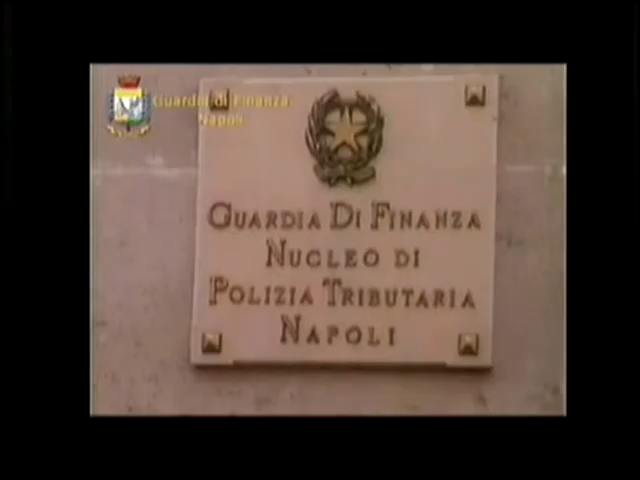 Guardia di Finanza
Napoli
GUARDIA DI FINANZA
NUCLEO DI
POLIZIA TRIBUTARIA
NAPOLI